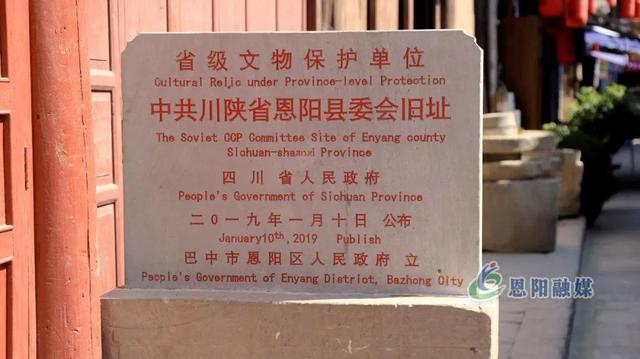 省级文物保护单位
Cultural Relic under Province-level Protection
中共川陕省恩阳县委会旧址
The Soviet CCP Committee Site of Enyang county
Sichuan-shaanxi Province
四川省人民政府
People's Government of Sichuan Province
二〇一九年一月十日 公布
January10th, 2019 Publish
巴中市恩阳区人民政府 立
People's Government of Enyang District, Bazhong City
恩阳融媒